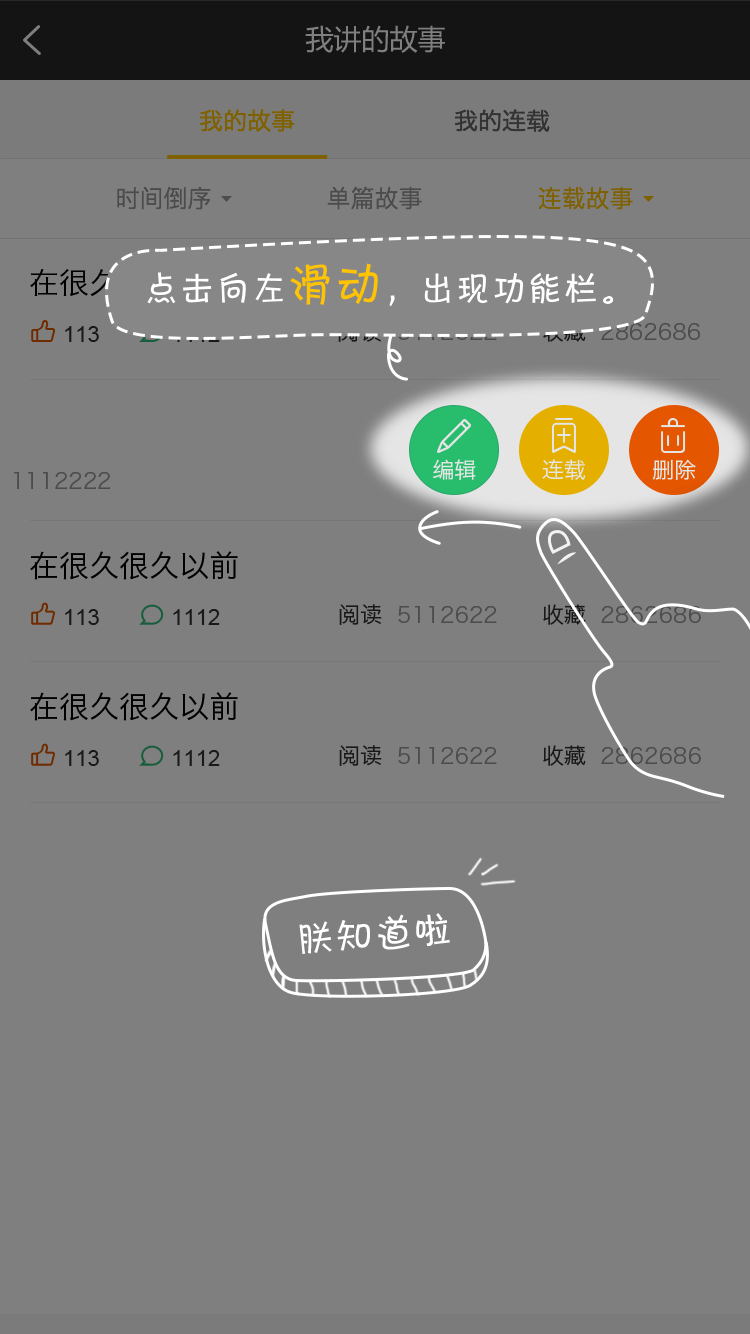 我讲的故事
我的故事 我的连载
时间倒序 单篇故事 连载故事
在很久
点击向左滑动，出现功能栏。
113 阅读 5112622 收藏 2862686
编辑 连载 删除
1112222
在很久很久以前
113 1112 阅读 5112622 收藏 2862686
在很久很久以前
113 1112 阅读 5112622 收藏 2862686
朕知道啦